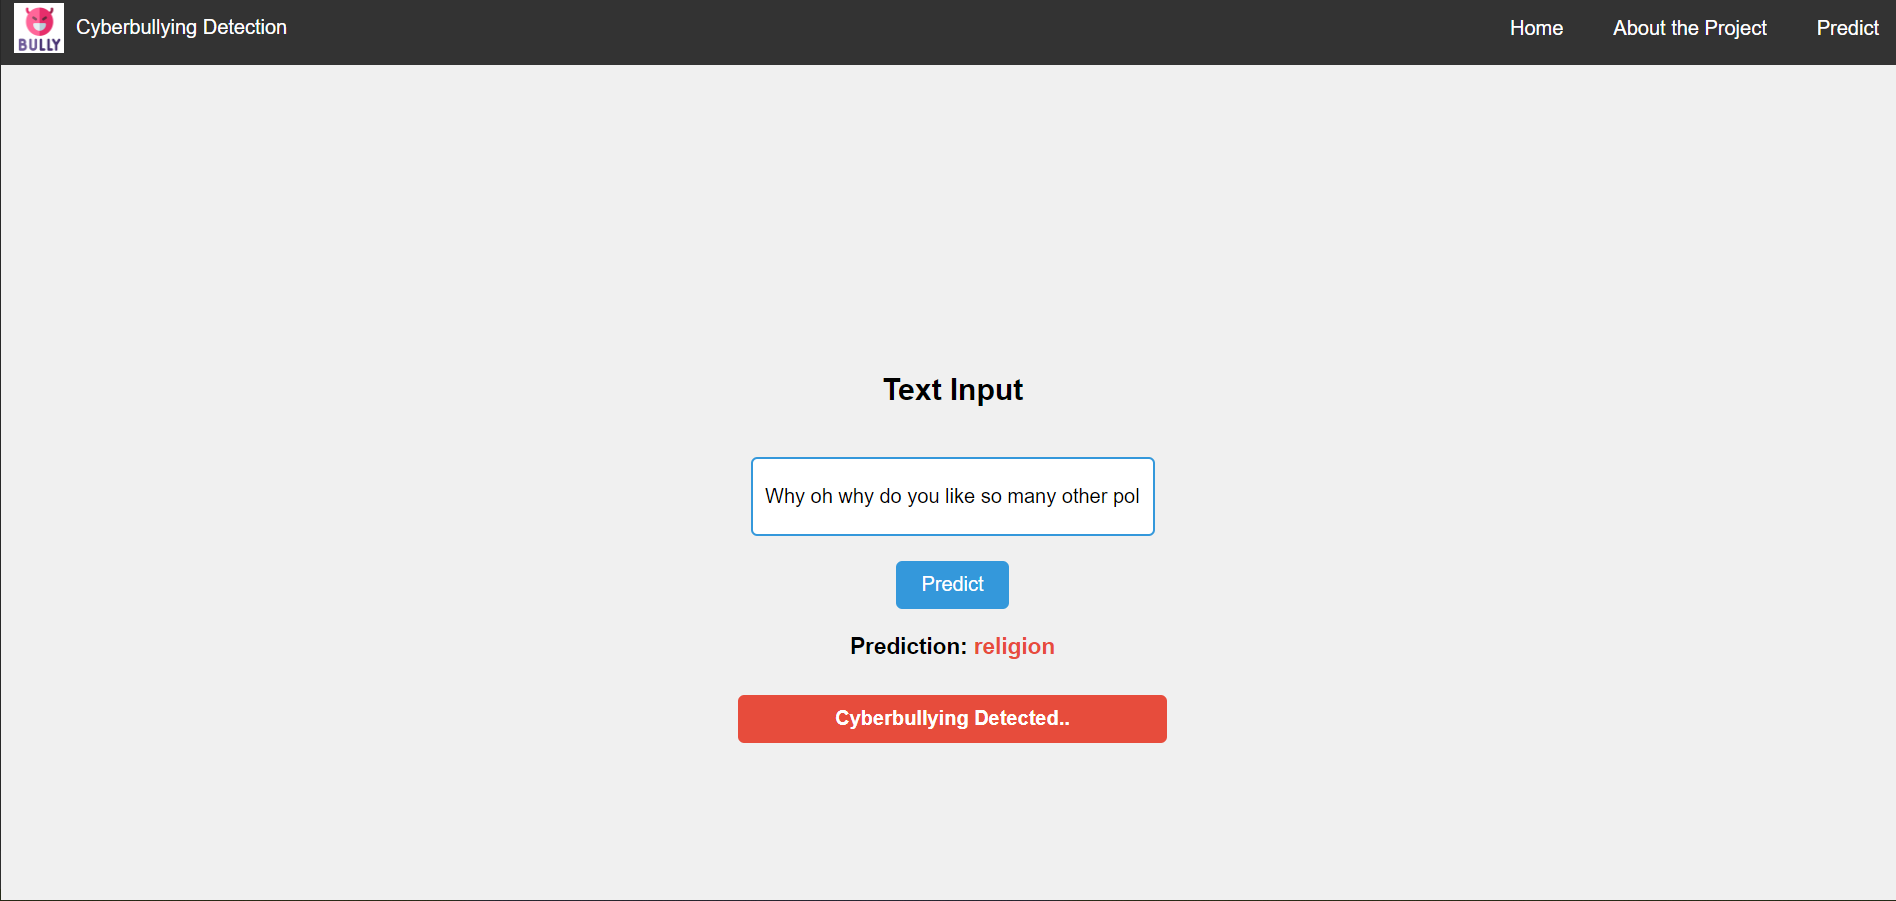 BULLY
Cyberbullying Detection
Home
About the Project
Predict
Text Input
Why oh why do you like so many other pol
Predict
Prediction: religion
Cyberbullying Detected..